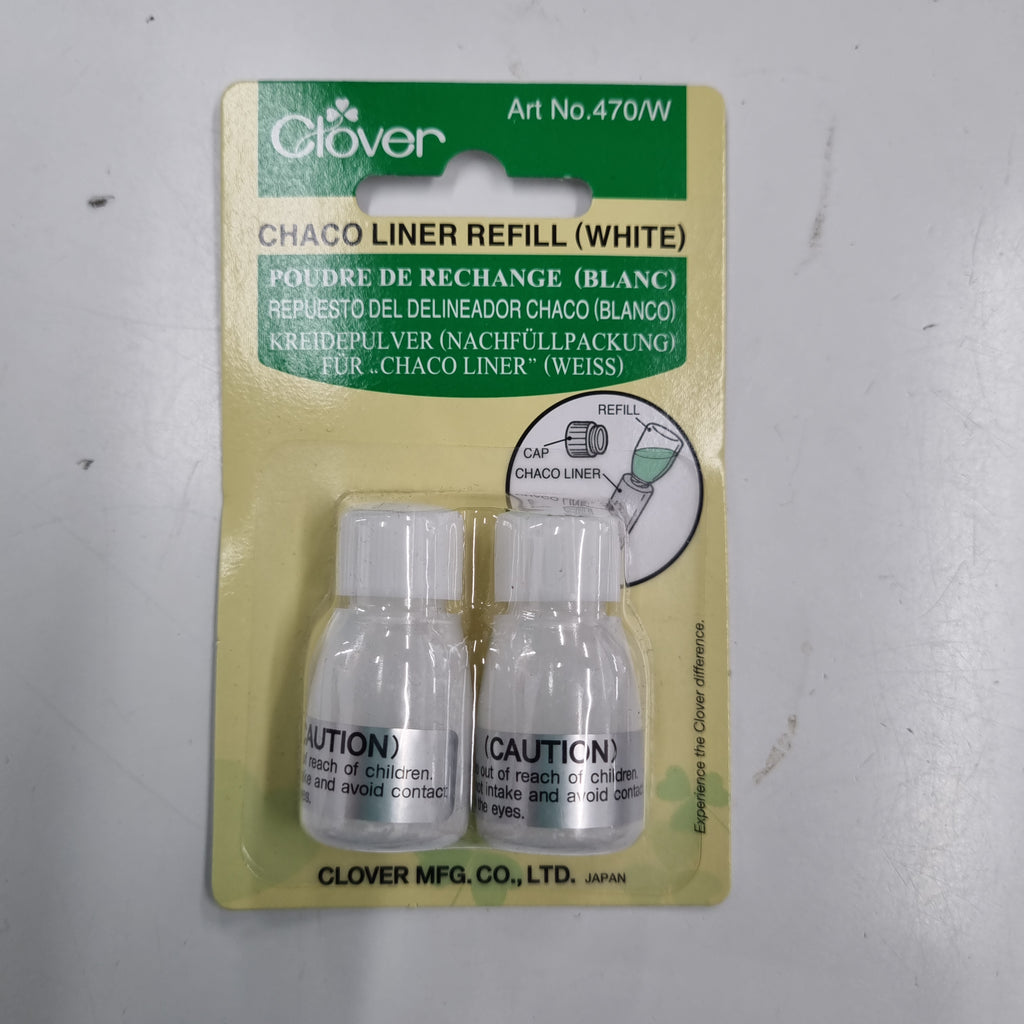 Clover
Art No.470/W
CHACO LINER REFILL (WHITE)
POUDRE DE RECHANGE (BLANC)
REPUESTO DEL DELINEADOR CHACO (BLANCO)
KREIDEPULVER (NACHFÜLLPACKUNG)
FÜR „CHACO LINER” (WEISS)
REFILL
CAP
CHACO LINER
AUTION)
reach of children.
and avoid contact
(CAUTION)
out of reach of children.
intake and avoid contac
the eyes.
Experience the Clover difference.
CLOVER MFG. CO., LTD. JAPAN